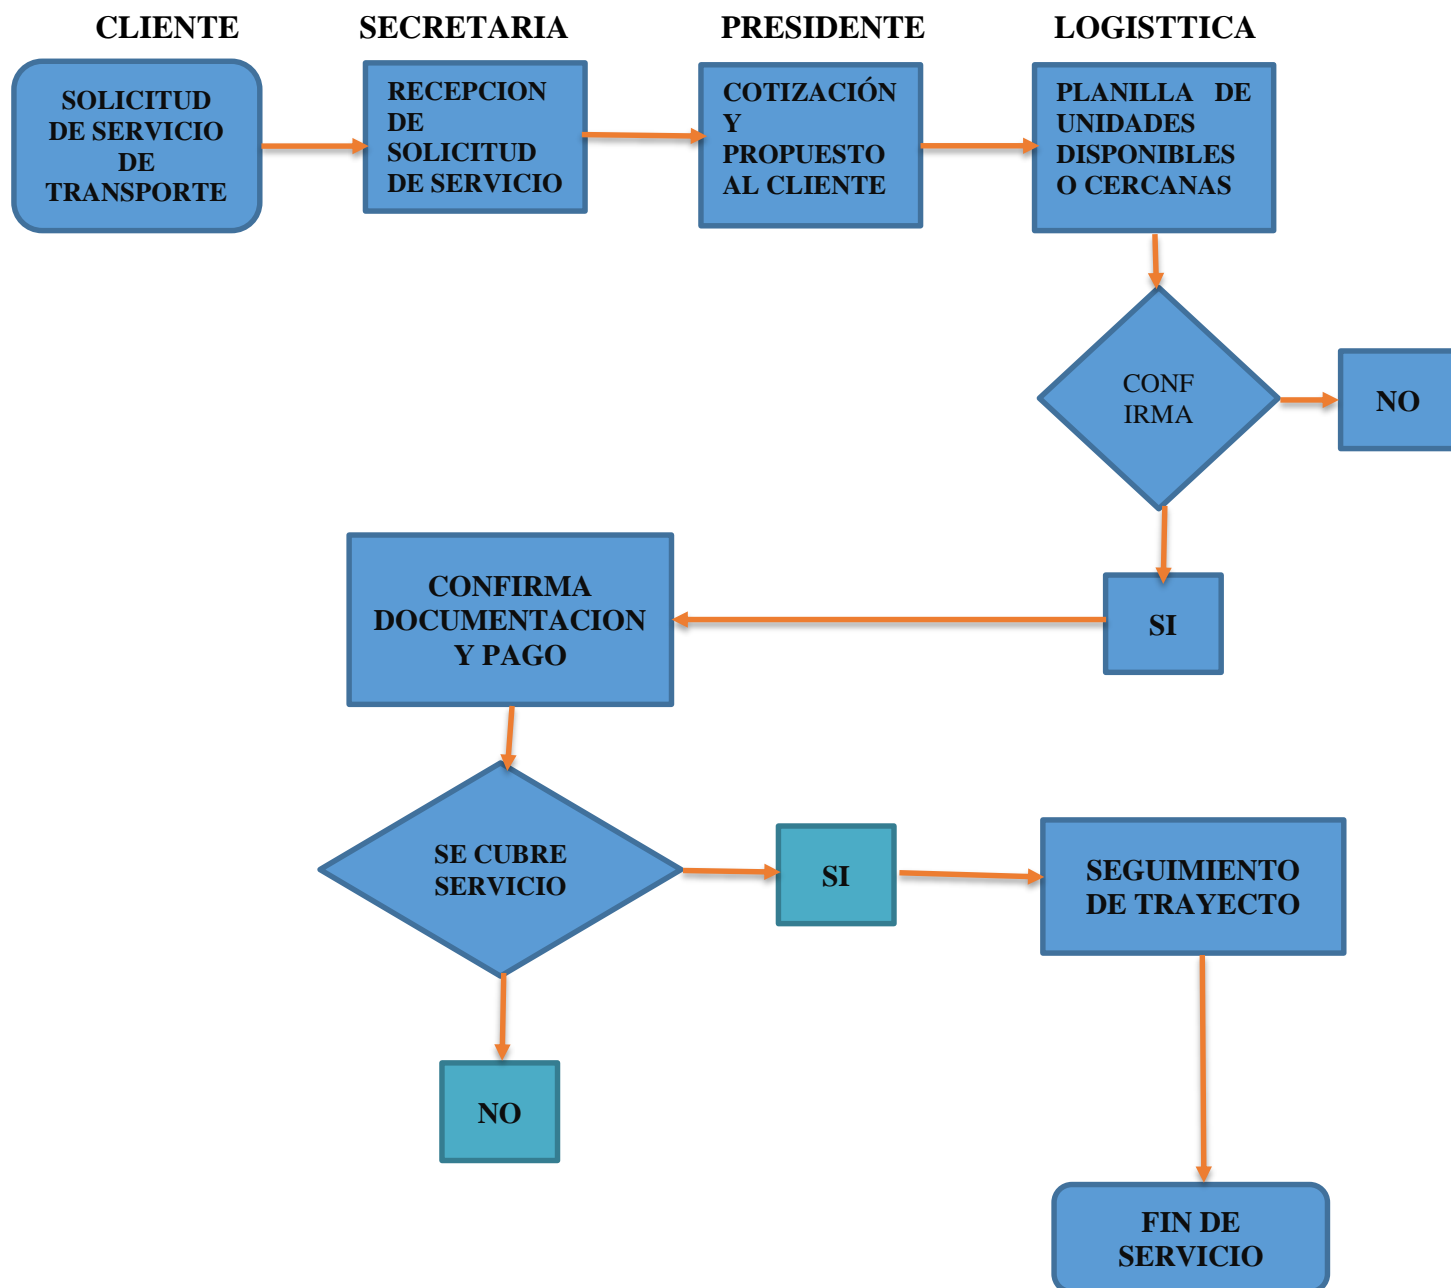 CLIENTE
SECRETARIA
PRESIDENTE
LOGISTTICA
SOLICITUD
DE SERVICIO
DE
TRANSPORTE
RECEPCION
DE
SOLICITUD
DE SERVICIO
COTIZACIÓN
Y
PROPUESTO
AL CLIENTE
PLANILLA DE
UNIDADES
DISPONIBLES
O CERCANAS
CONF
IRMA
NO
SI
CONFIRMA
DOCUMENTACION
Y PAGO
SE CUBRE
SERVICIO
SI
SEGUIMIENTO
DE TRAYECTO
NO
FIN DE
SERVICIO